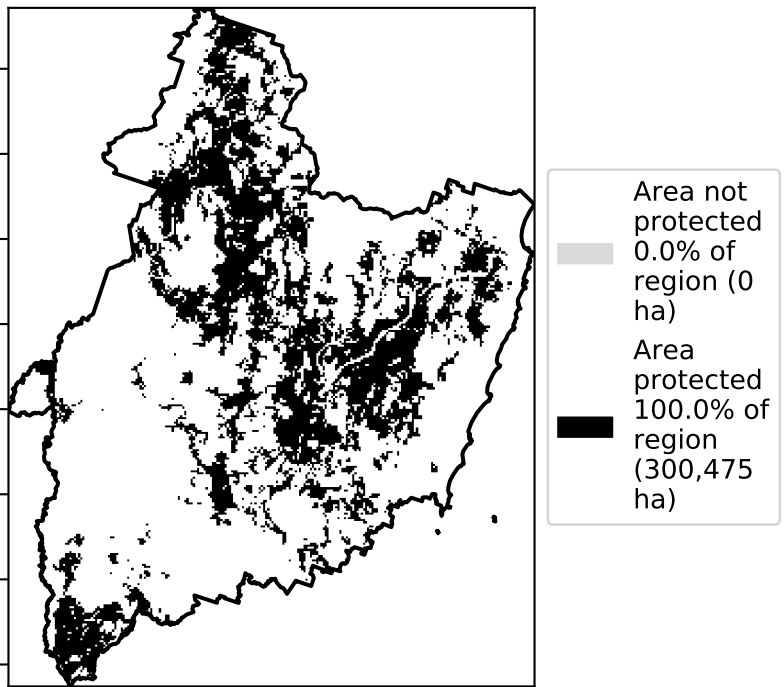 Area not
protected
0.0% of
region (0
ha)
Area
protected
100.0% of
region
(300,475
ha)